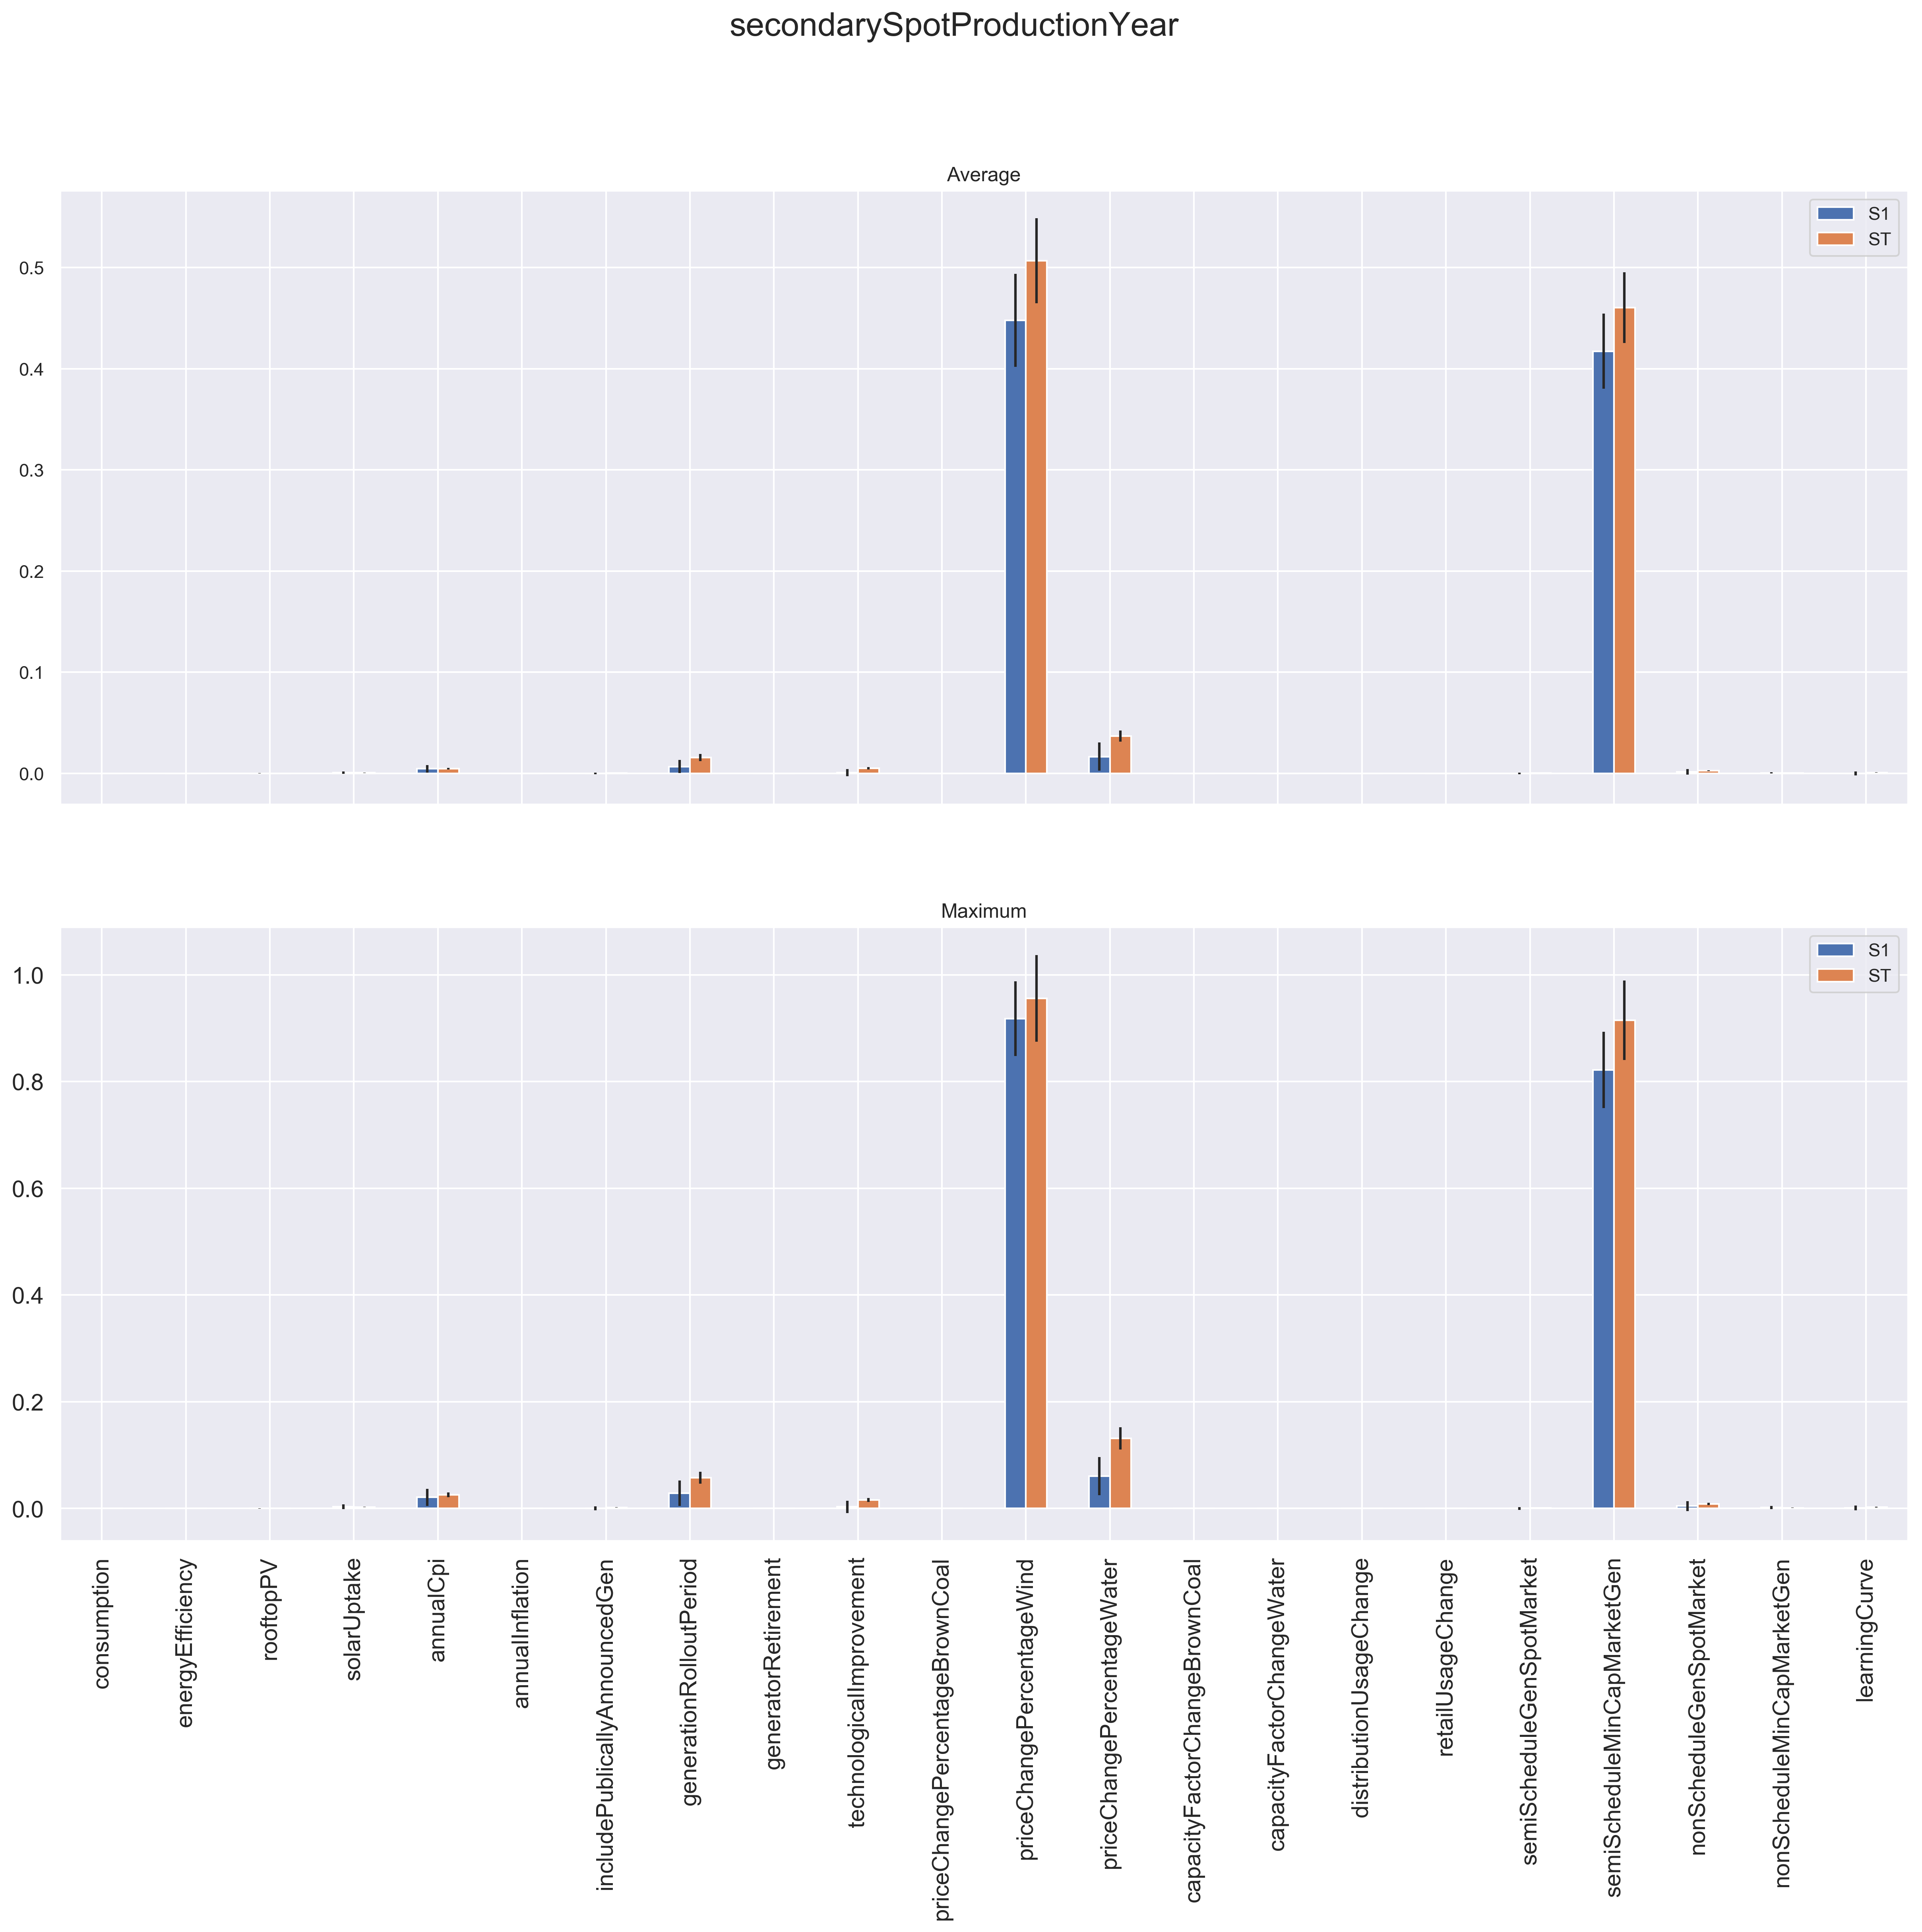 secondarySpotProductionYear
Average
S1
ST
0.5
0.4
0.3
0.2
0.1
0.0
Maximum
S1
ST
1.0
0.8
0.6
0.4
0.2
0.0
consumption
energyEfficiency
rooftopPV
solarUptake
annualCpi
annualInflation
includePublicallyAnnouncedGen
generationRolloutPeriod
generatorRetirement
technologicalImprovement
priceChangePercentageBrownCoal
priceChangePercentageWind
priceChangePercentageWater
capacityFactorChangeBrownCoal
capacityFactorChangeWater
distributionUsageChange
retailUsageChange
semiScheduleGenSpotMarket
semiScheduleMinCapMarketGen
nonScheduleGenSpotMarket
nonScheduleMinCapMarketGen
learningCurve